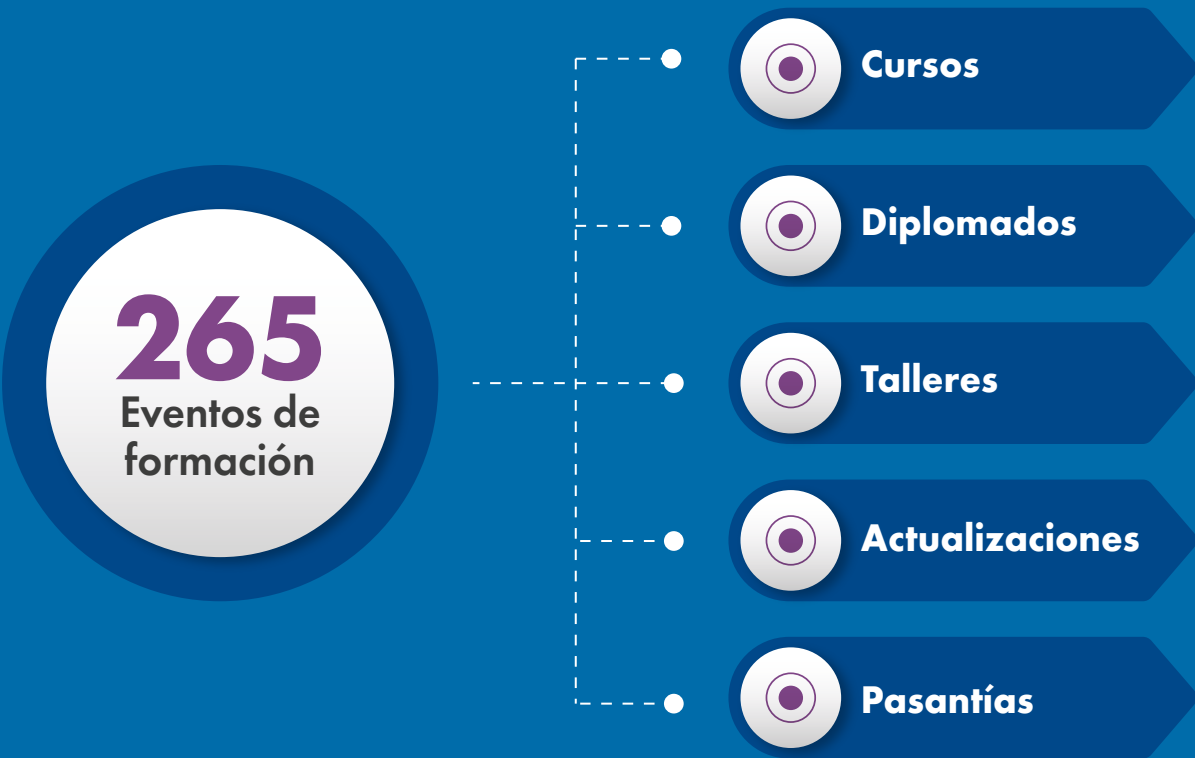 265
Eventos de
formación
Cursos
Diplomados
Talleres
Actualizaciones
Pasantías